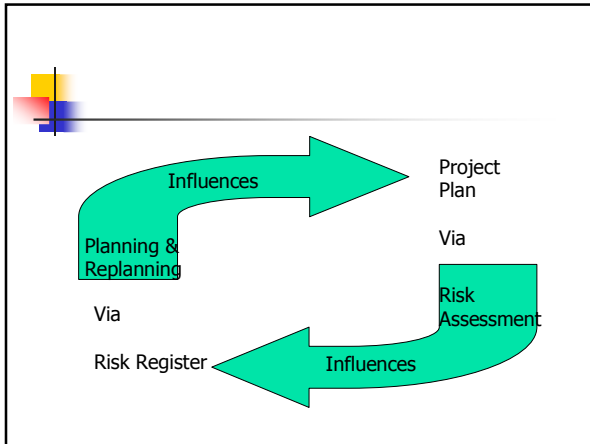 Influences
Project
Plan
Via
Planning &
Replanning
Via
Risk Register
Risk
Assessment
Influences